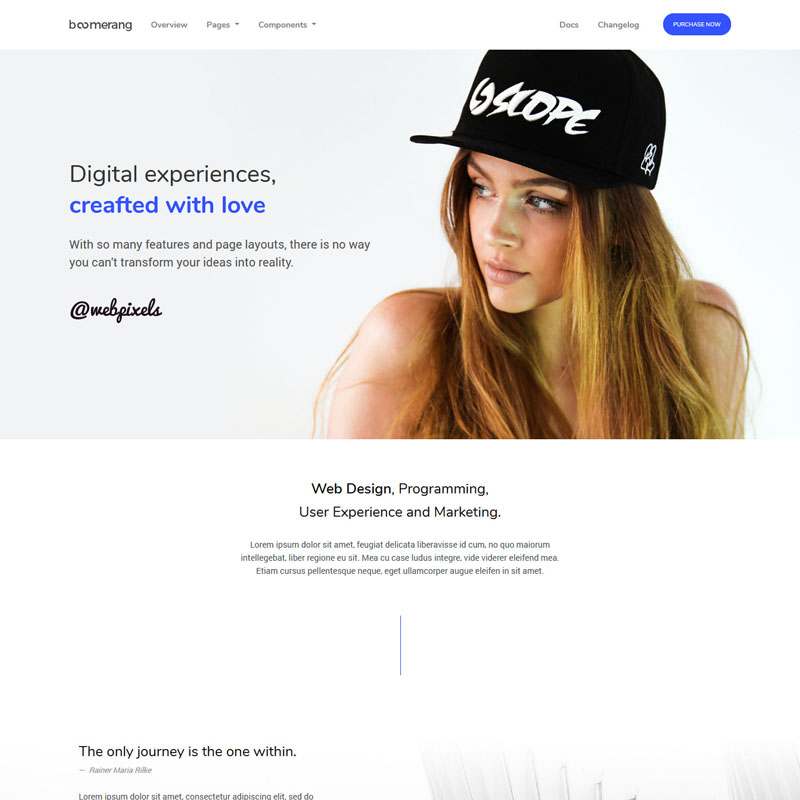 boomerang Overview Pages Components Docs Changelog PURCHASE NOW
SCOPE
Digital experiences,
creafted with love
With so many features and page layouts, there is no way
you can't transform your ideas into reality.
@webpixels
Web Design, Programming,
User Experience and Marketing.
Lorem ipsum dolor sit amet, feugiat delicata liberavisse id cum, no quo maiorum
intellegebat, liber regione eu sit. Mea cu case ludus integre, vide viderer eleifend mea.
Etiam cursus pellentesque neque, eget ullamcorper augue eleifen in sit amet.
The only journey is the one within.
— Rainer Maria Rilke
Lorem ipsum dolor sit amet, consectetur adipiscing elit, sed do